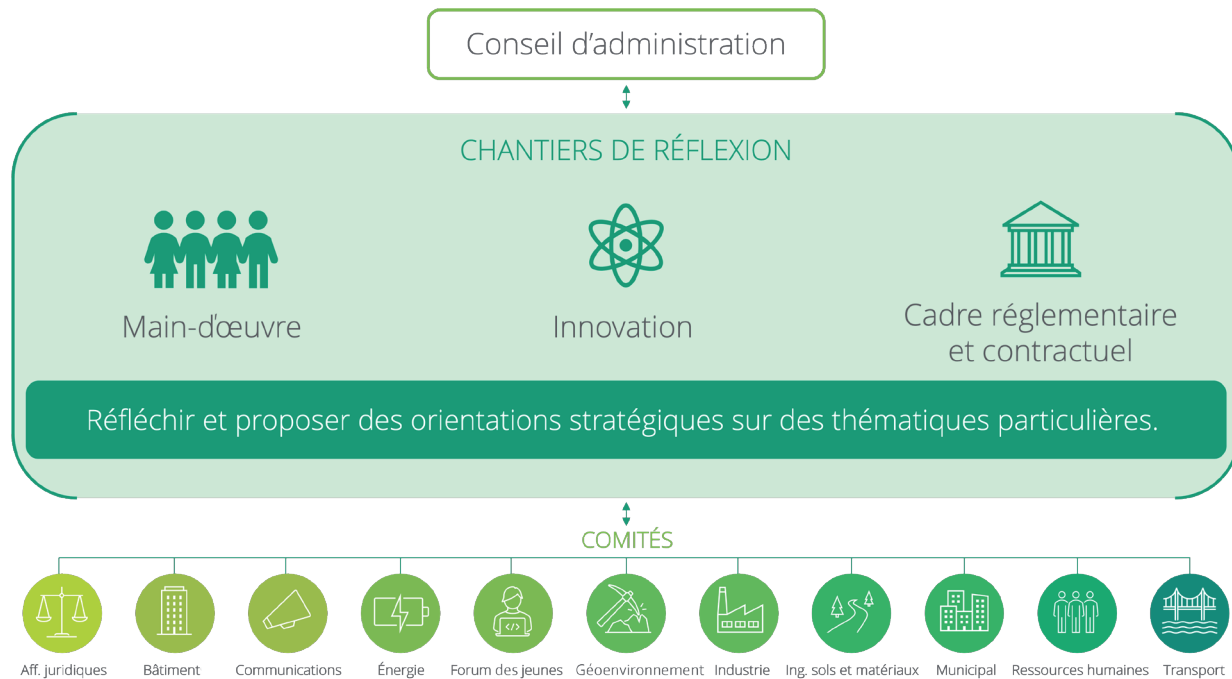 Conseil d'administration
CHANTIERS DE RÉFLEXION
Main-d'œuvre
Innovation
Cadre réglementaire
et contractuel
Réfléchir et proposer des orientations stratégiques sur des thématiques particulières.
COMITÉS
Aff. juridiques
Bâtiment
Communications
Énergie
Forum des jeunes
Géoenvironnement
Industrie
Ing. sols et matériaux
Municipal
Ressources humaines
Transport